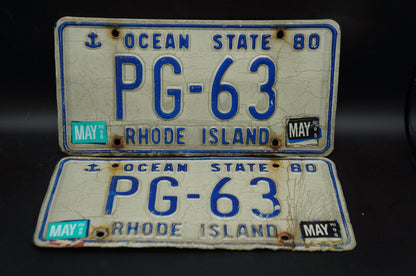 OCEAN STATE 80
PG-63
MAY MAY
RHODE ISLAND
OCEAN STATE 80
PG-63
MAY MAY
RHODE ISLAND